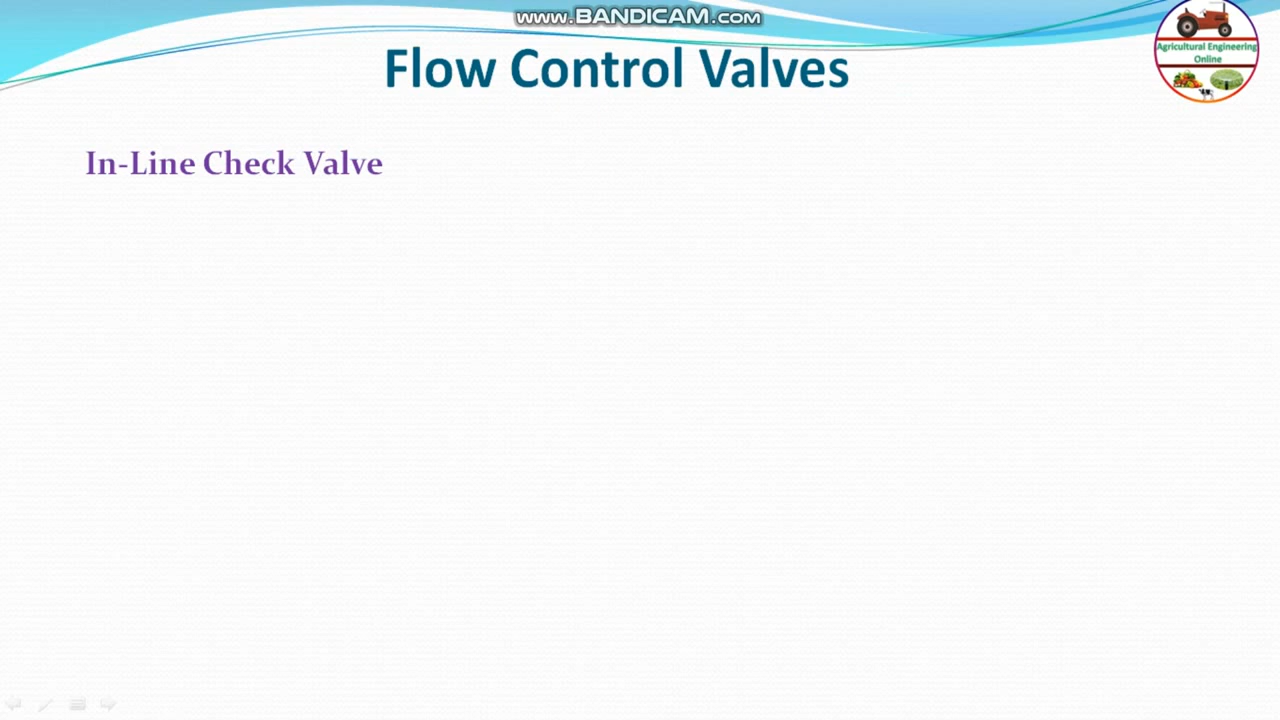 www.BANDICAM.com
Flow Control Valves
Agricultural Engineering
Online
In-Line Check Valve